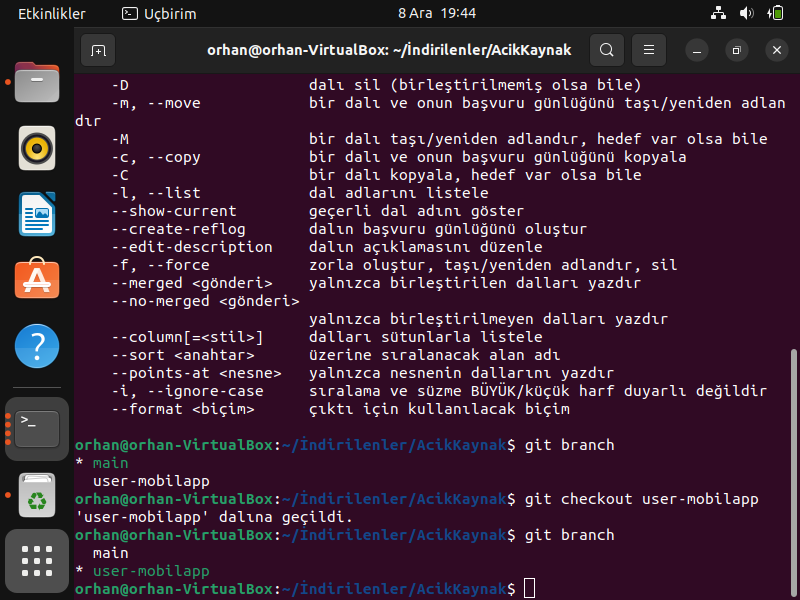 Etkinlikler
Uçbirim
8 Ara 19:44
orhan@orhan-VirtualBox: ~/İndirilenler/AcikKaynak
-D dalı sil (birleştirilmemiş olsa bile)
-m, --move bir dalı ve onun başvuru günlüğünü taşı/yeniden adlan
dır
-M bir dalı taşı/yeniden adlandır, hedef var olsa bile
-c, --copy bir dalı ve onun başvuru günlüğünü kopyala
-C bir dalı kopyala, hedef var olsa bile
-l, --list dal adlarını listele
--show-current geçerli dal adını göster
--create-reflog dalın başvuru günlüğünü oluştur
--edit-description dalın açıklamasını düzenle
-f, --force zorla oluştur, taşı/yeniden adlandır, sil
--merged <gönderi> yalnızca birleştirilen dalları yazdır
--no-merged <gönderi>
yalnızca birleştirilmeyen dalları yazdır
--column[=<stil>] dalları sütunlarla listele
--sort <anahtar> üzerine sıralanacak alan adı
--points-at <nesne> yalnızca nesnenin dallarını yazdır
-i, --ignore-case sıralama ve süzme BÜYÜK/küçük harf duyarlı değildir
--format <biçim> çıktı için kullanılacak biçim
orhan@orhan-VirtualBox:~/İndirilenler/AcikKaynak$ git branch
* main
user-mobilapp
orhan@orhan-VirtualBox:~/İndirilenler/AcikKaynak$ git checkout user-mobilapp
'user-mobilapp' dalına geçildi.
orhan@orhan-VirtualBox:~/İndirilenler/AcikKaynak$ git branch
main
* user-mobilapp
orhan@orhan-VirtualBox:~/İndirilenler/AcikKaynak$